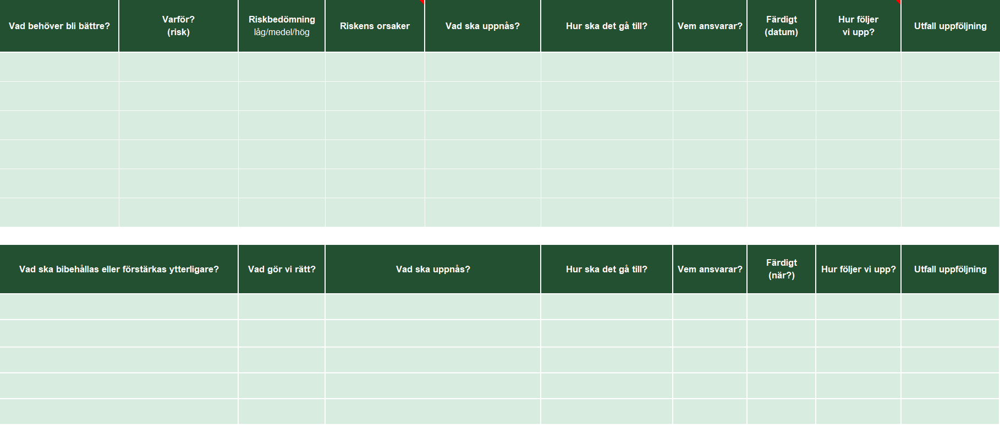 Vad behöver bli bättre?
Varför?
(risk)
Riskbedömning
låg/medel/hög
Riskens orsaker
Vad ska uppnås?
Hur ska det gå till?
Vem ansvarar?
Färdigt
(datum)
Hur följer
vi upp?
Utfall uppföljning
Vad ska bibehållas eller förstärkas ytterligare?
Vad gör vi rätt?
Vad ska uppnås?
Hur ska det gå till?
Vem ansvarar?
Färdigt
(när?)
Hur följer vi upp?
Utfall uppföljning